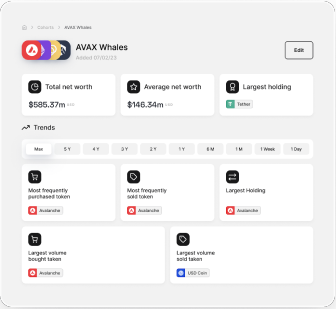 Cohorts > AVAX Whales
AVAX Whales
Added 07/02/23
Edit
Total net worth
$585.37m USD
Average net worth
$146.34m USD
Largest holding
Tether
Trends
Max
5 Y
4 Y
3 Y
2 Y
1 Y
6 M
1 M
1 Week
1 Day
Most frequently
purchased token
Avalanche
Most frequently
sold token
Avalanche
Largest Holding
Avalanche
Largest volume
bought token
Avalanche
Largest volume
sold token
USD Coin